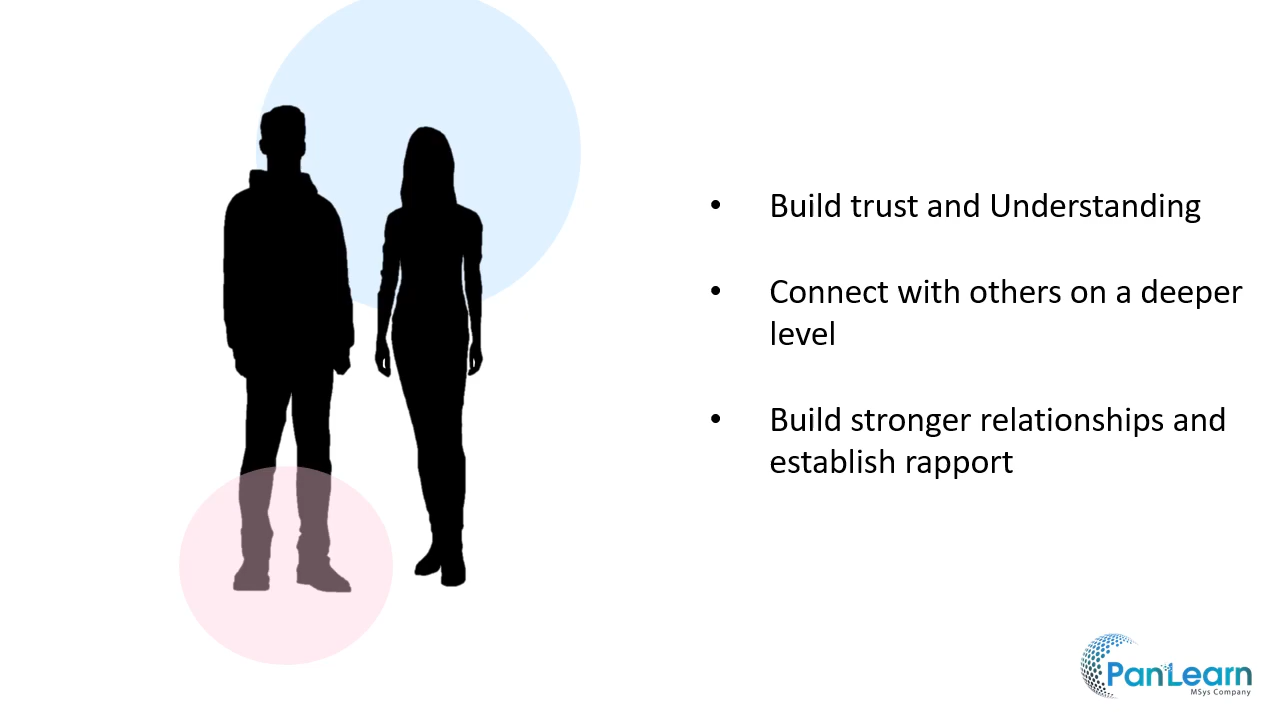 • Build trust and Understanding
• Connect with others on a deeper
level
• Build stronger relationships and
establish rapport
PanLearn
MSys Company